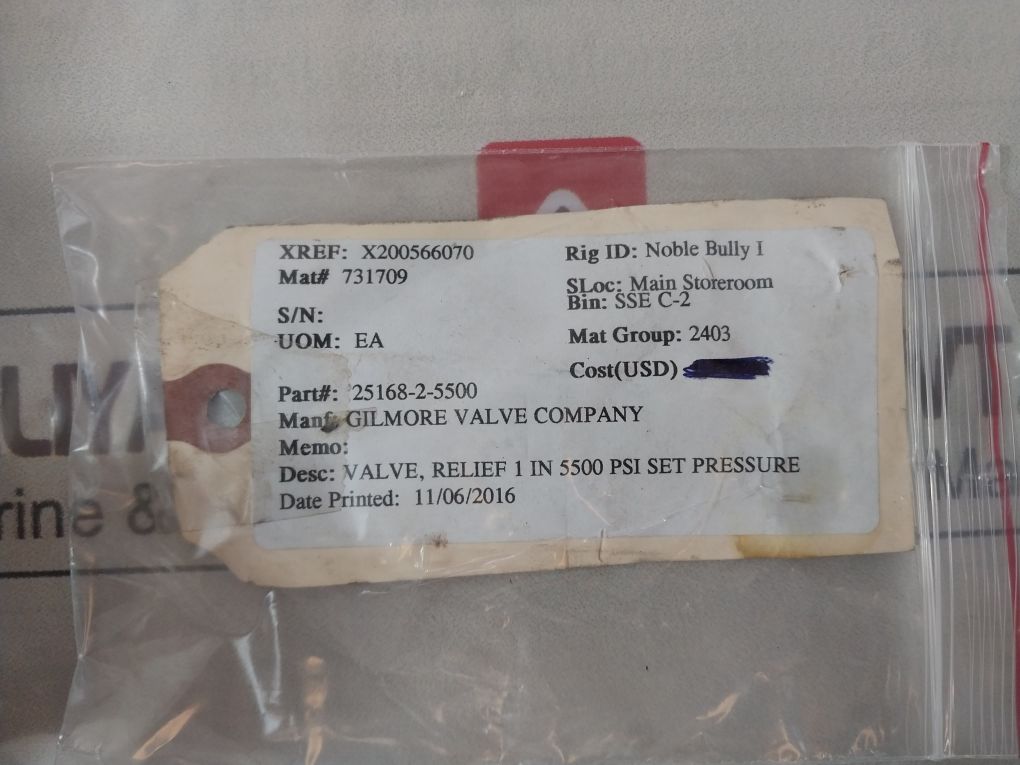 XREF: X200566070
Mat# 731709
S/N:
UOM: EA
Part#: 25168-2-5500
Manf: GILMORE VALVE COMPANY
Memo:
Desc: VALVE, RELIEF 1 IN 5500 PSI SET PRESSURE
Date Printed: 11/06/2016
Rig ID: Noble Bully I
SLoc: Main Storeroom
Bin: SSE C-2
Mat Group: 2403
Cost(USD)
rine &